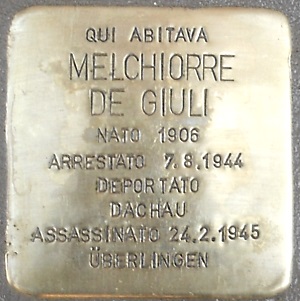 QUI ABITAVA
MELCHIORRE
DE GIULI
NATO 1906
ARRESTATO 7.8.1944
DEPORTATO
DACHAU
ASSASSINATO 24.2.1945
ÜBERLINGEN